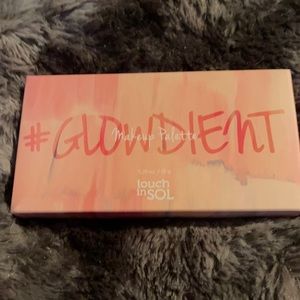 #GLOWDIENT
Makeup Palette
touch
in
SOL